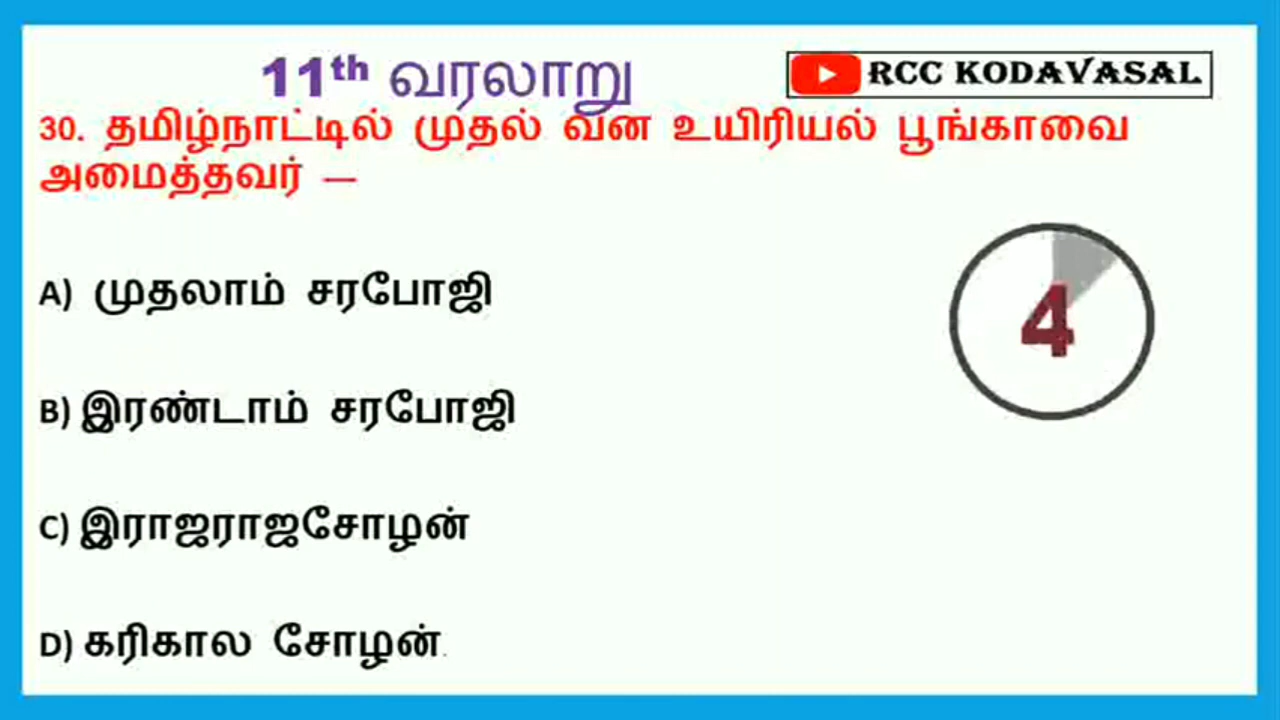 11th வரலாறு
RCC KODAVASAL
30. தமிழ்நாட்டில் முதல் வன உயிரியல் பூங்காவை
அமைத்தவர் —
A) முதலாம் சரபோஜி
4
B) இரண்டாம் சரபோஜி
C) இராஜராஜசோழன்
D) கரிகால சோழன்.